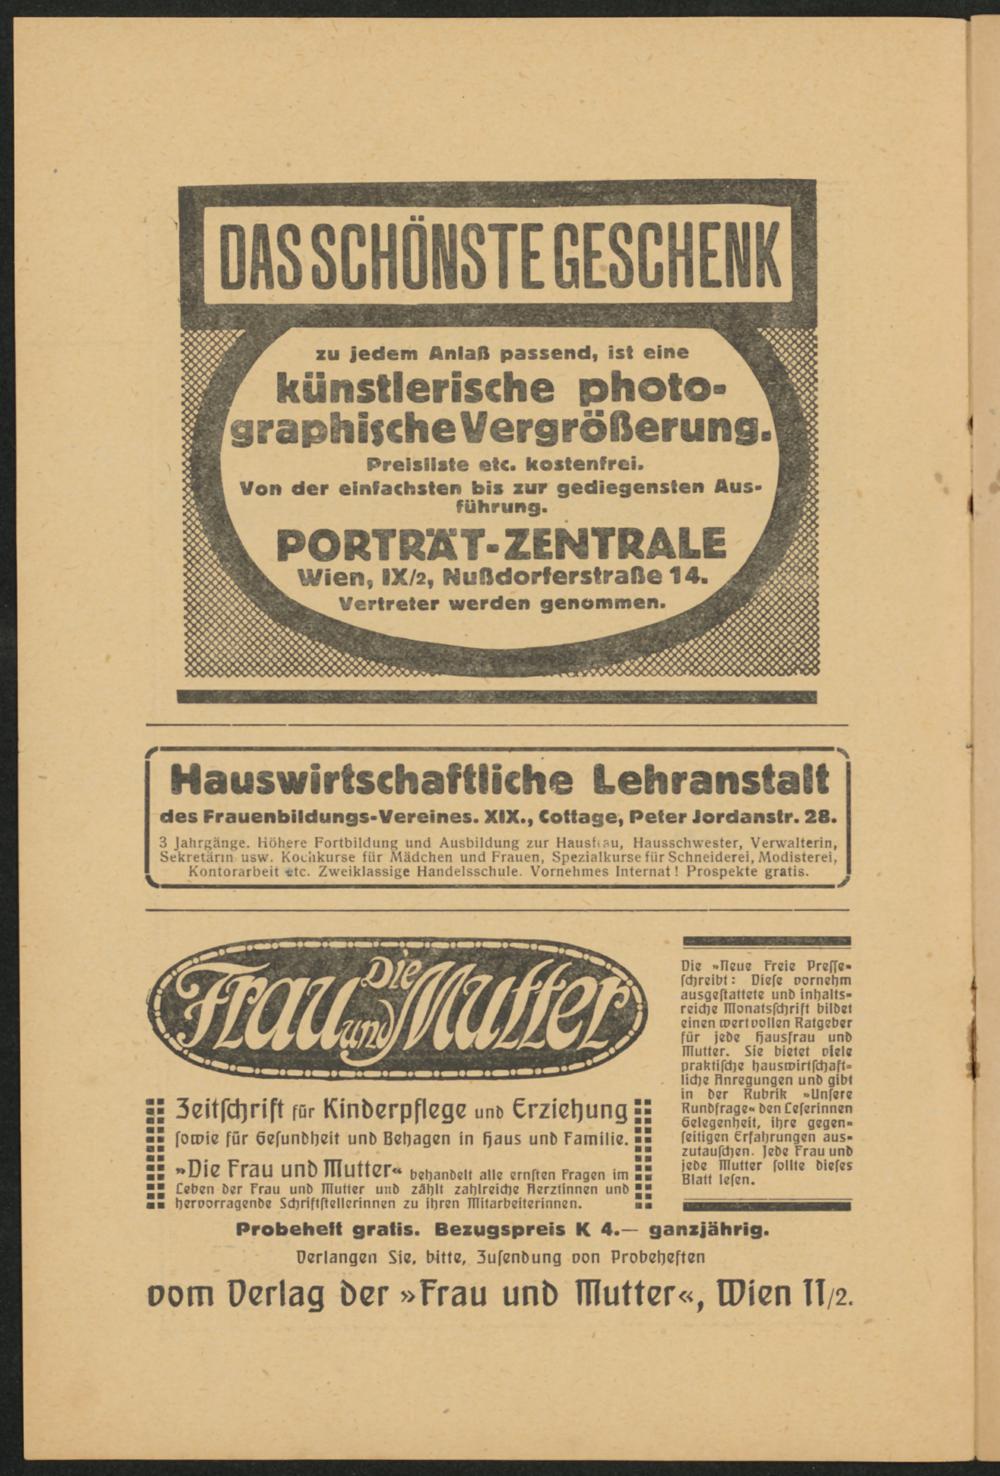 DAS SCHÖNSTE GESCHENK
zu jedem Anlaß passend, ist eine
künstlerische photo-
graphische Vergrößerung.
Preisliste etc. kostenfrei.
Von der einfachsten bis zur gediegensten Aus-
führung.
PORTRÄT-ZENTRALE
Wien, IX/2, Nußdorferstraße 14.
Vertreter werden genommen.
Hauswirtschaftliche Lehranstalt
des Frauenbildungs-Vereines. XIX., Cottage, Peter Jordanstr. 28.
3 Jahrgänge. Höhere Fortbildung und Ausbildung zur Hausfrau, Hausschwester, Verwalterin,
Sekretärin usw. Kochkurse für Mädchen und Frauen, Spezialkurse für Schneiderei, Modisterei,
Kontorarbeit etc. Zweiklassige Handelsschule. Vornehmes Internat! Prospekte gratis.
Die
Frau und Mutter
Zeitschrift für Kinderpflege und Erziehung
sowie für Gesundheit und Behagen in Haus und Familie.
»Die Frau und Mutter« behandelt alle ernsten Fragen im
Leben der Frau und Mutter und zählt zahlreiche Aerztinnen und
hervorragende Schriftstellerinnen zu ihren Mitarbeiterinnen.
Die »Neue Freie Presse«
schreibt: Diese vornehm
ausgestattete und inhalts-
reiche Monatsschrift bildet
einen wertvollen Ratgeber
für jede Hausfrau und
Mutter. Sie bietet viele
praktische hauswirtschaft-
liche Anregungen und gibt
in der Rubrik »Unsere
Rundfrage« den Leserinnen
Gelegenheit, ihre gegen-
seitigen Erfahrungen aus-
zutauschen. Jede Frau und
jede Mutter sollte dieses
Blatt lesen.
Probeheft gratis. Bezugspreis K 4.— ganzjährig.
Verlangen Sie, bitte, Zusendung von Probeheften
vom Verlag der »Frau und Mutter«, Wien II/2.